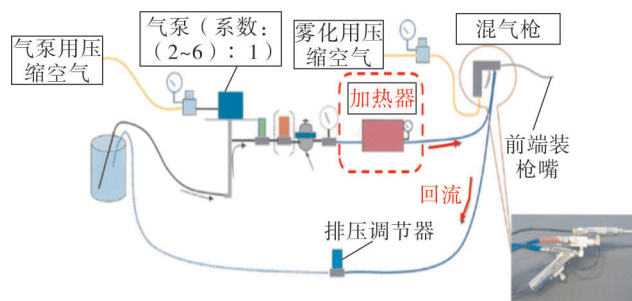 气泵用压
缩空气
气泵（系数：
（2~6）：1）
雾化用压
缩空气
混气枪
加热器
前端装
枪嘴
回流
排压调节器